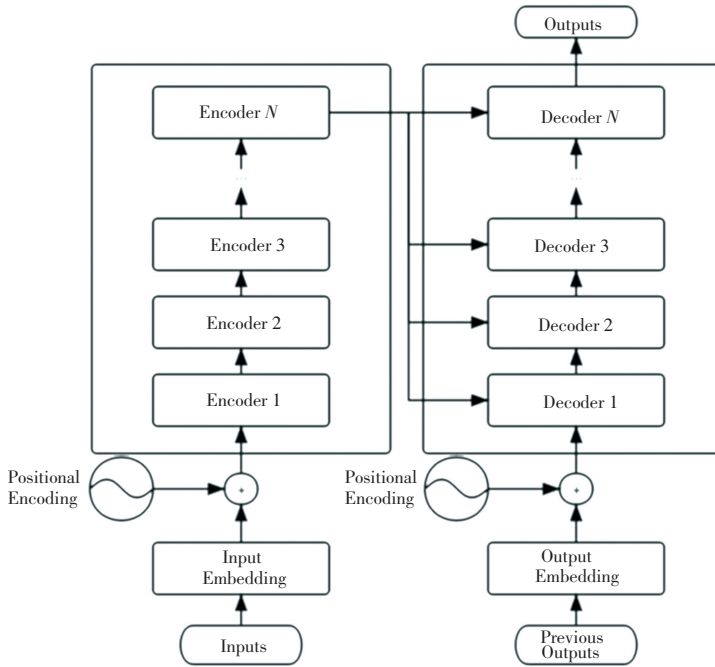 Outputs
Encoder N
Decoder N
...
...
Encoder 3
Decoder 3
Encoder 2
Decoder 2
Encoder 1
Decoder 1
Positional
Encoding
+
Positional
Encoding
+
Input
Embedding
Output
Embedding
Inputs
Previous
Outputs